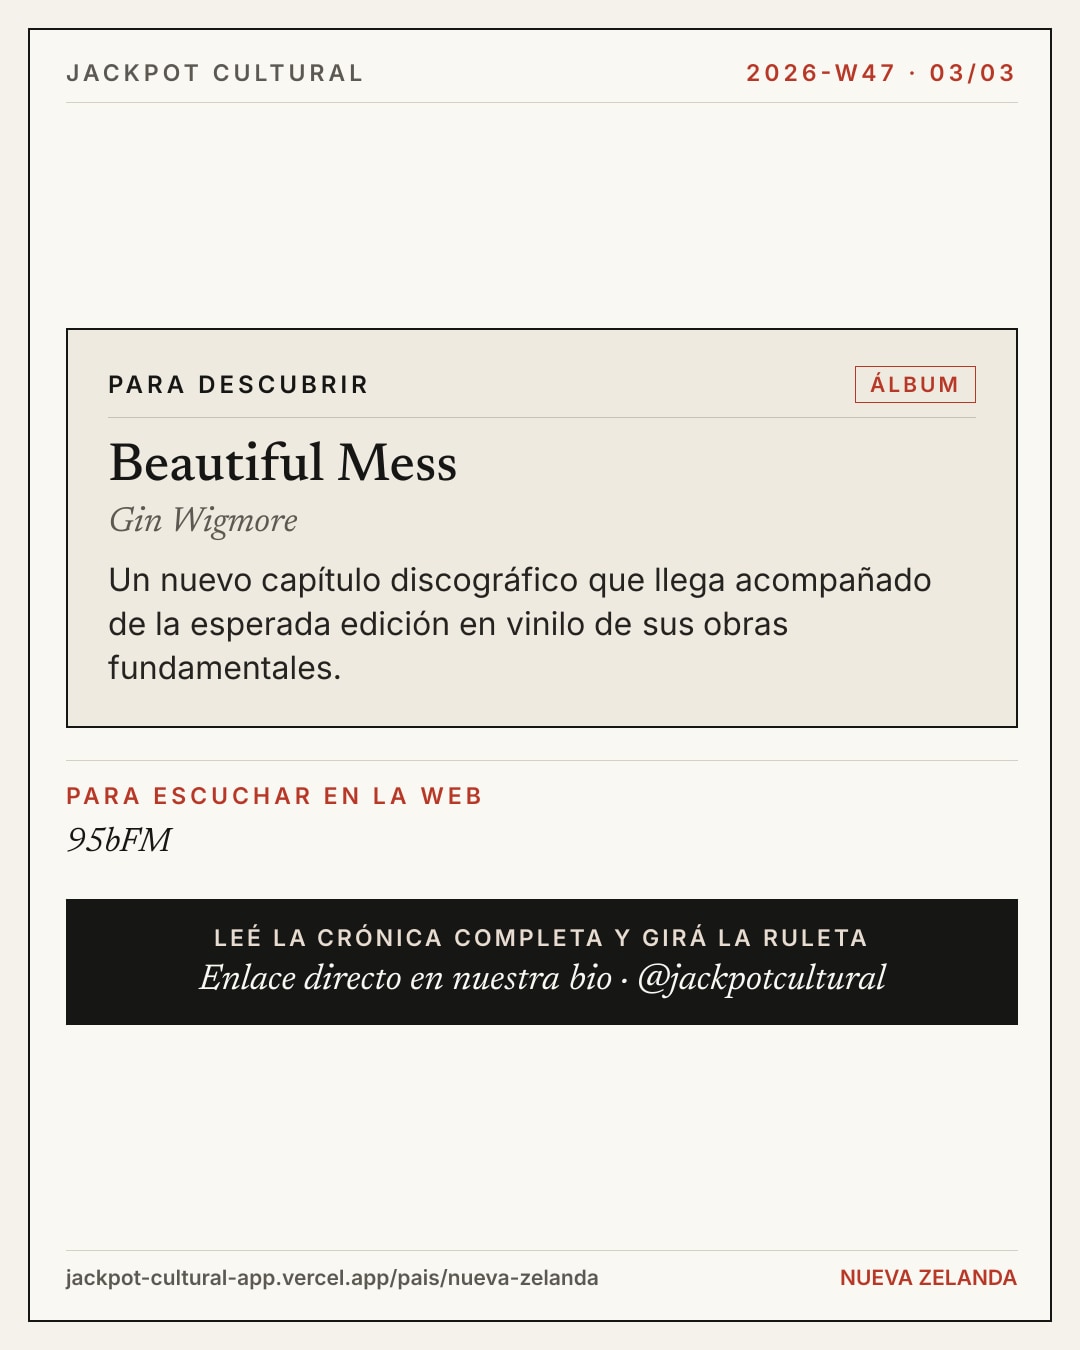 JACKPOT CULTURAL
2026-W47 · 03/03
PARA DESCUBRIR
ÁLBUM
Beautiful Mess
Gin Wigmore
Un nuevo capítulo discográfico que llega acompañado
de la esperada edición en vinilo de sus obras
fundamentales.
PARA ESCUCHAR EN LA WEB
95bFM
LEÉ LA CRÓNICA COMPLETA Y GIRÁ LA RULETA
Enlace directo en nuestra bio · @jackpotcultural
jackpot-cultural-app.vercel.app/pais/nueva-zelanda
NUEVA ZELANDA